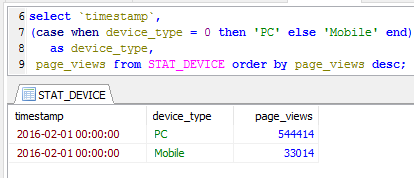 6 select `timestamp`,
7 (case when device_type = 0 then 'PC' else 'Mobile' end)
8 as device_type,
9 page_views from STAT_DEVICE order by page_views desc;
STAT_DEVICE
timestamp device_type page_views
2016-02-01 00:00:00 PC 544414
2016-02-01 00:00:00 Mobile 33014